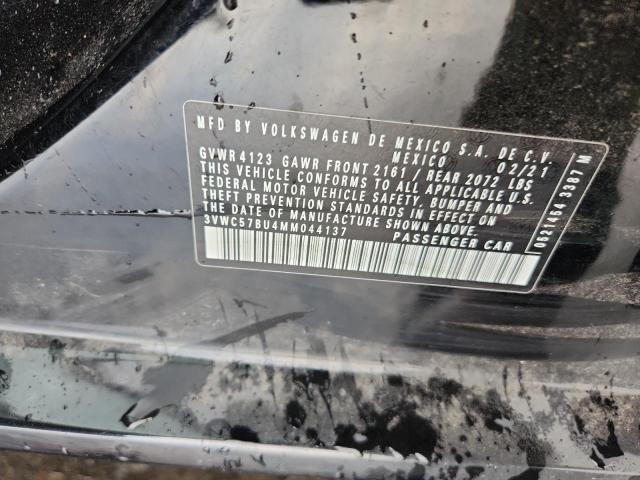 MFD BY VOLKSWAGEN DE MEXICO S.A. DE C.V.
MEXICO 02/21
GVWR 4123 GAWR FRONT 2161 / REAR 2072 LBS
THIS VEHICLE CONFORMS TO ALL APPLICABLE U.S.
FEDERAL MOTOR VEHICLE SAFETY, BUMPER AND
THEFT PREVENTION STANDARDS IN EFFECT ON
THE DATE OF MANUFACTURE SHOWN ABOVE.
3VWC57BU4MM044137 PASSENGER CAR
0621454 3387 M